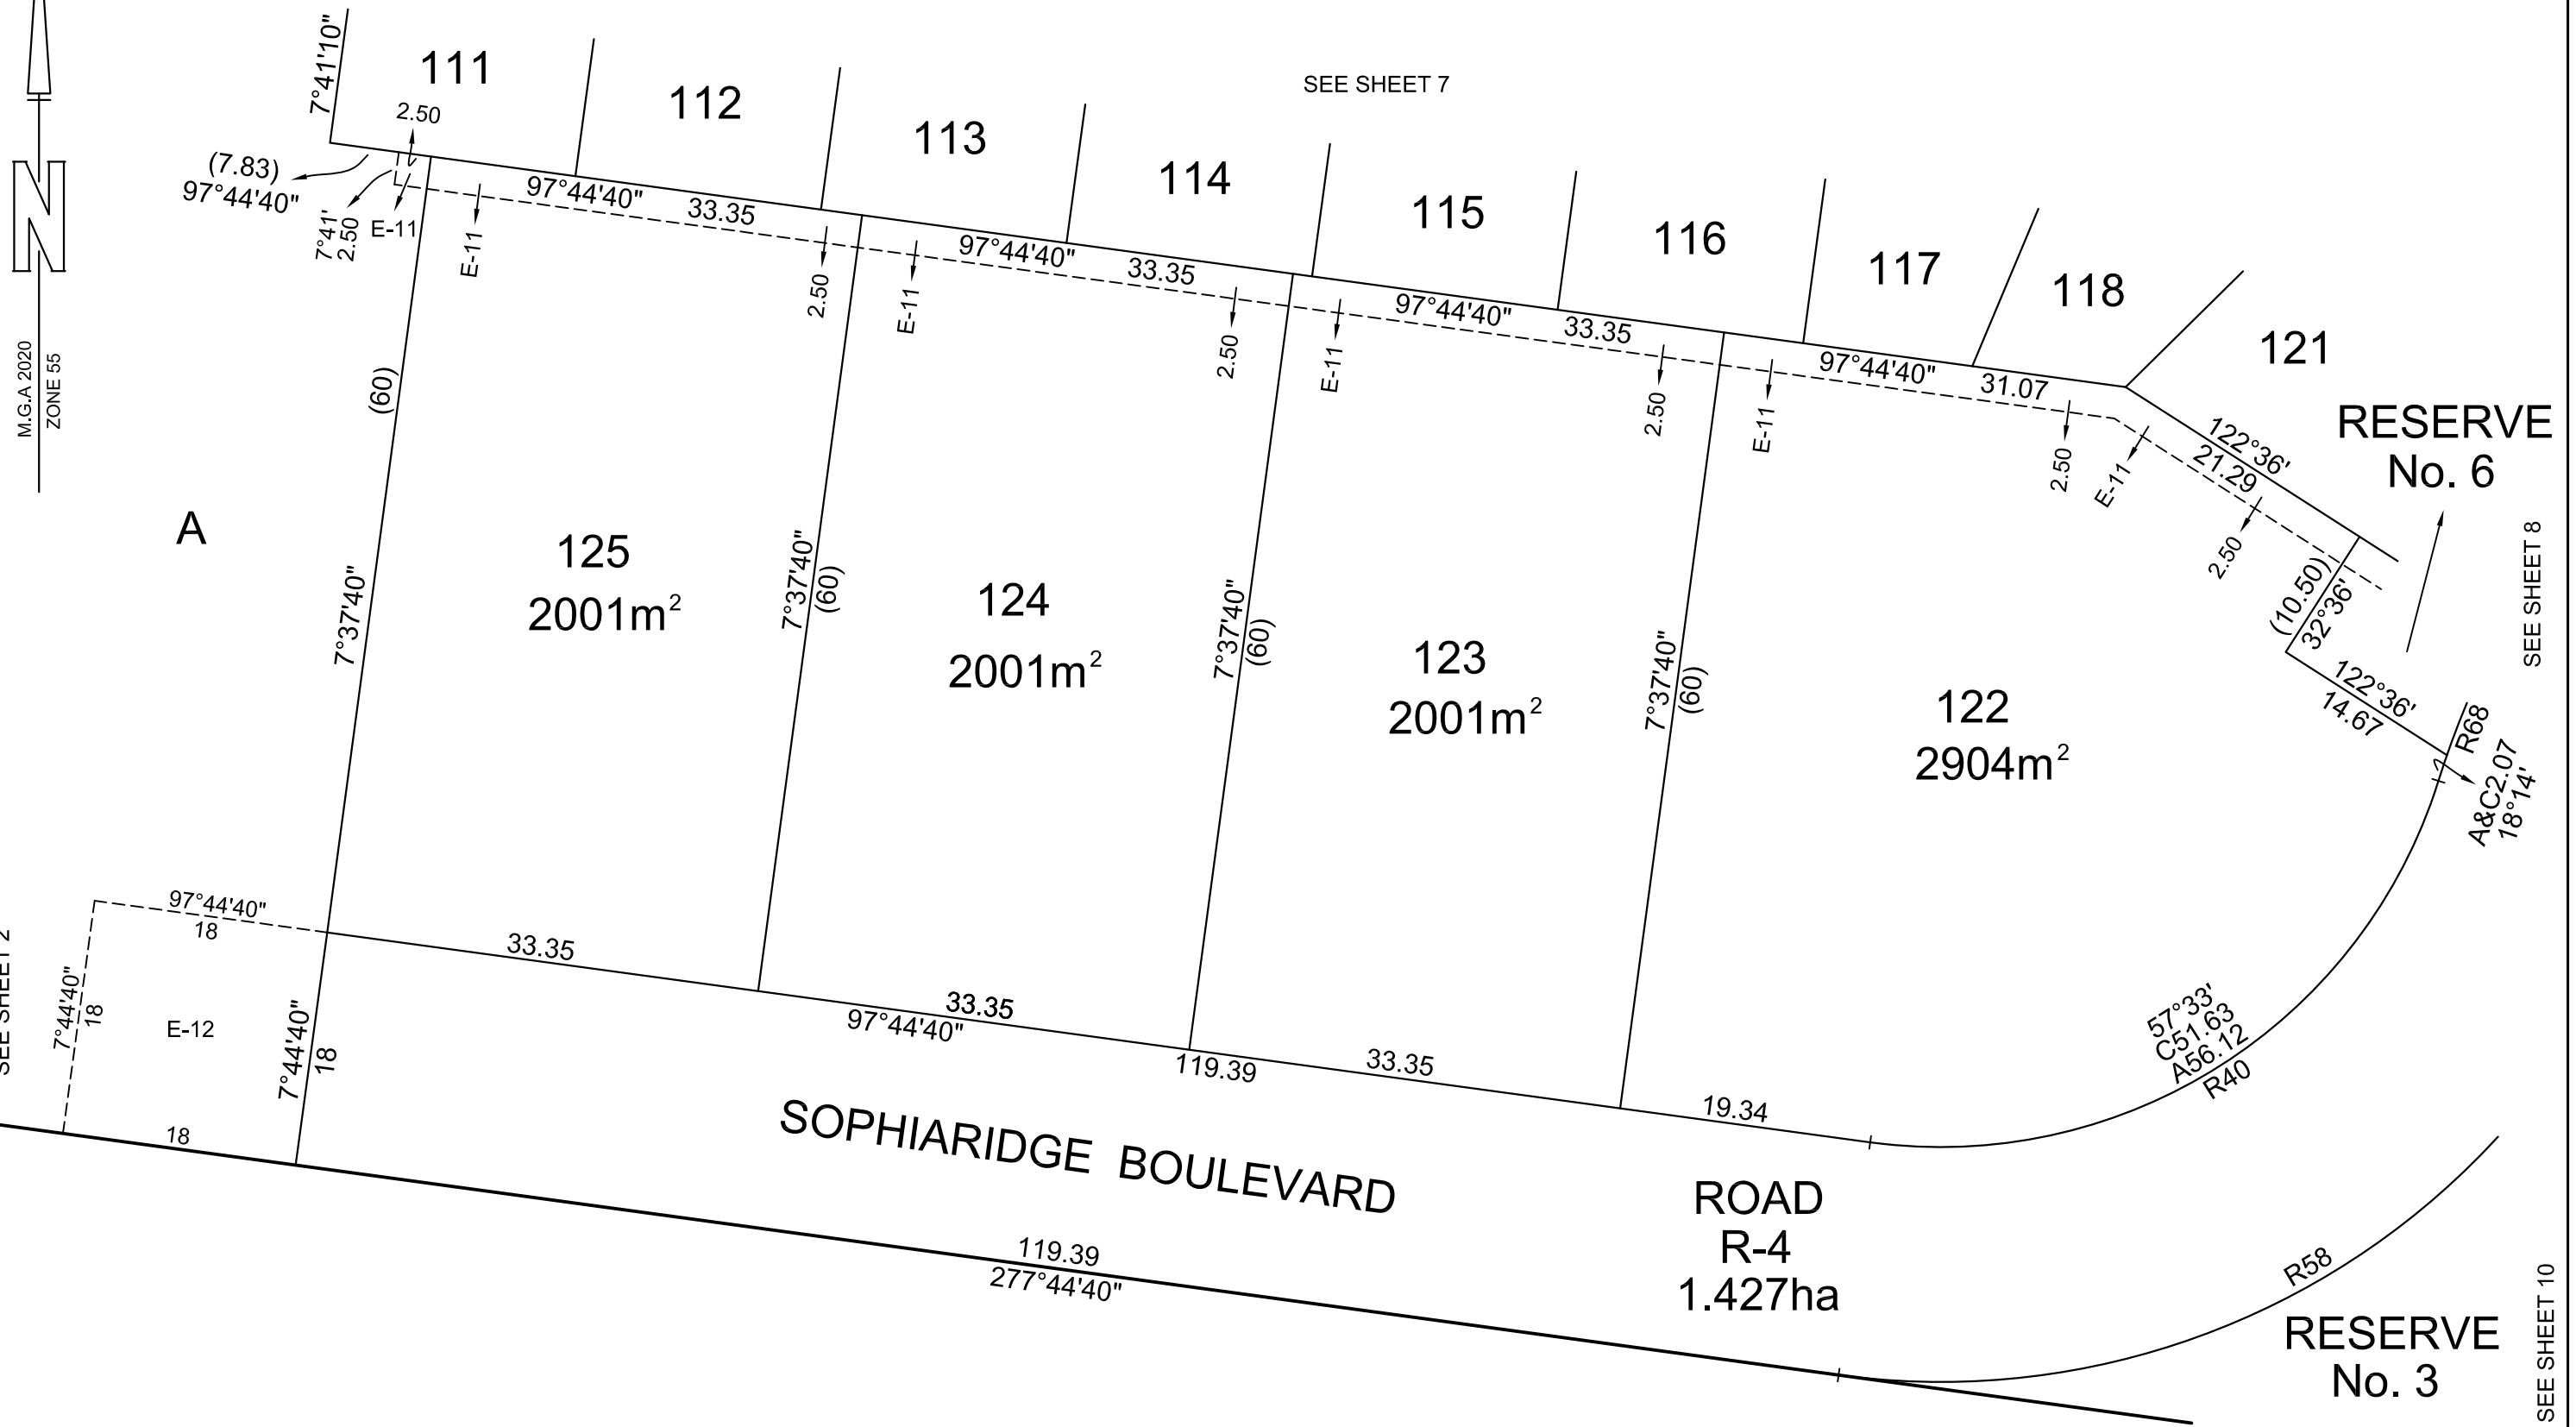 7°41'10"
111
2.50
112
113
SEE SHEET 7
114
115
116
117
118
121
(7.83)
97°44'40"
7°41'
2.50
E-11
E-11
97°44'40"
33.35
2.50
E-11
97°44'40"
33.35
2.50
E-11
97°44'40"
33.35
2.50
E-11
97°44'40"
31.07
2.50
E-11
122°36'
21.29
2.50
RESERVE
No. 6
N
M.G.A 2020
ZONE 55
SEE SHEET 8
A
(60)
7°37'40"
125
2001m²
7°37'40"
(60)
124
2001m²
7°37'40"
(60)
123
2001m²
7°37'40"
(60)
122
2904m²
(10.50)
32°36'
122°36'
14.67
R68
A&C2.07
18°14'
97°44'40"
18
7°44'40"
18
E-12
7°44'40"
18
18
SEE SHEET 2
33.35
33.35
97°44'40"
119.39
33.35
19.34
57°33'
C51.63
A56.12
R40
SOPHIARIDGE BOULEVARD
ROAD
R-4
1.427ha
119.39
277°44'40"
R58
RESERVE
No. 3
SEE SHEET 10